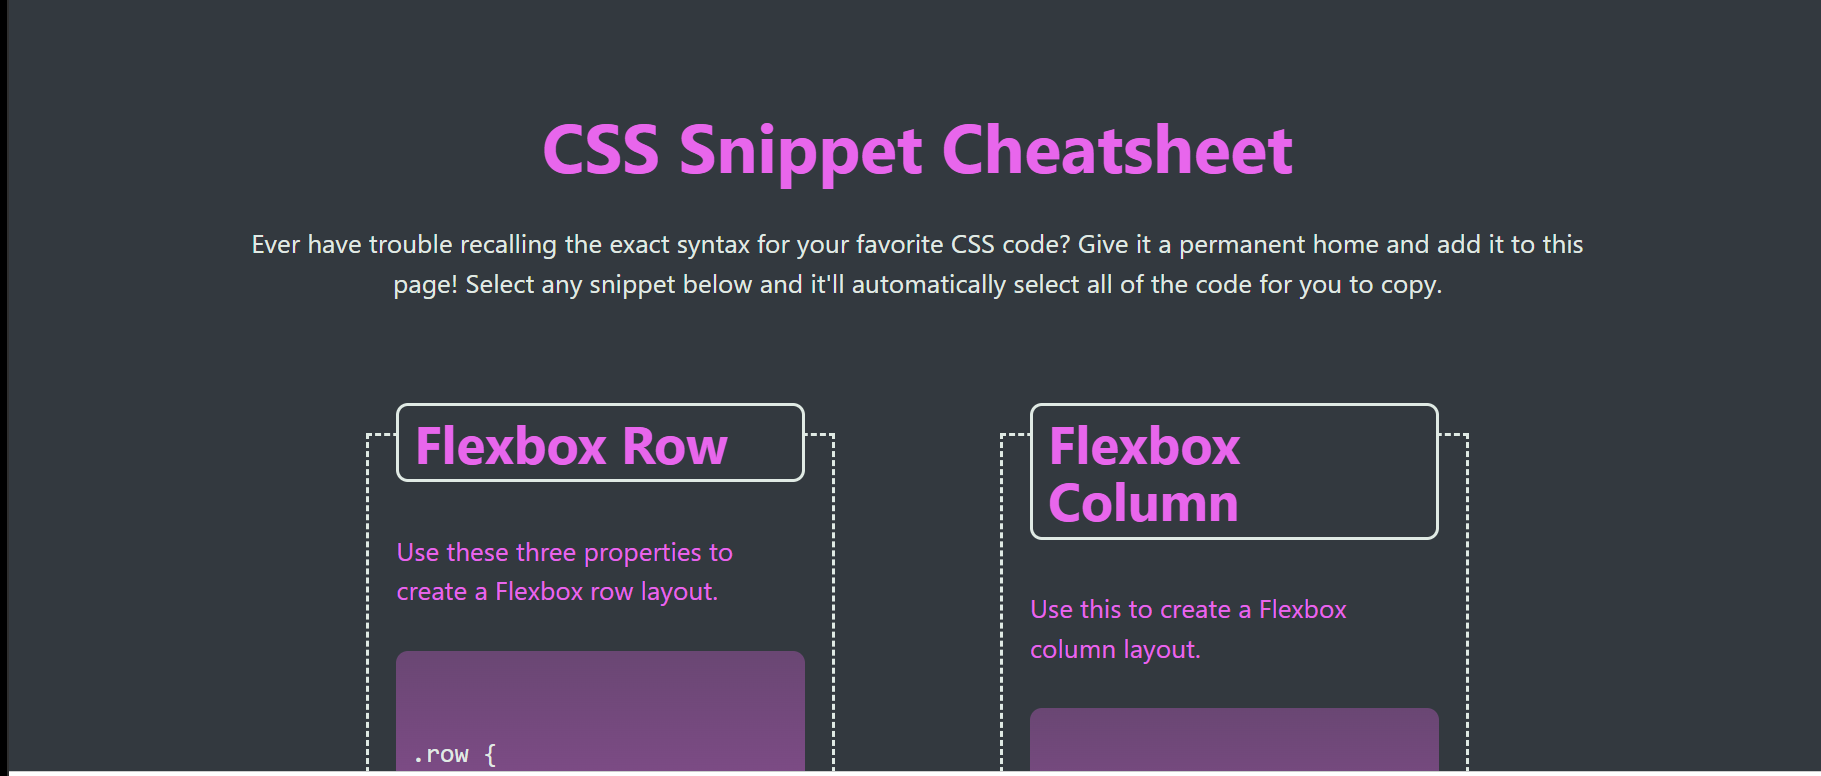 CSS Snippet Cheatsheet
Ever have trouble recalling the exact syntax for your favorite CSS code? Give it a permanent home and add it to this
page! Select any snippet below and it'll automatically select all of the code for you to copy.
Flexbox Row
Use these three properties to
create a Flexbox row layout.
.row {
Flexbox
Column
Use this to create a Flexbox
column layout.